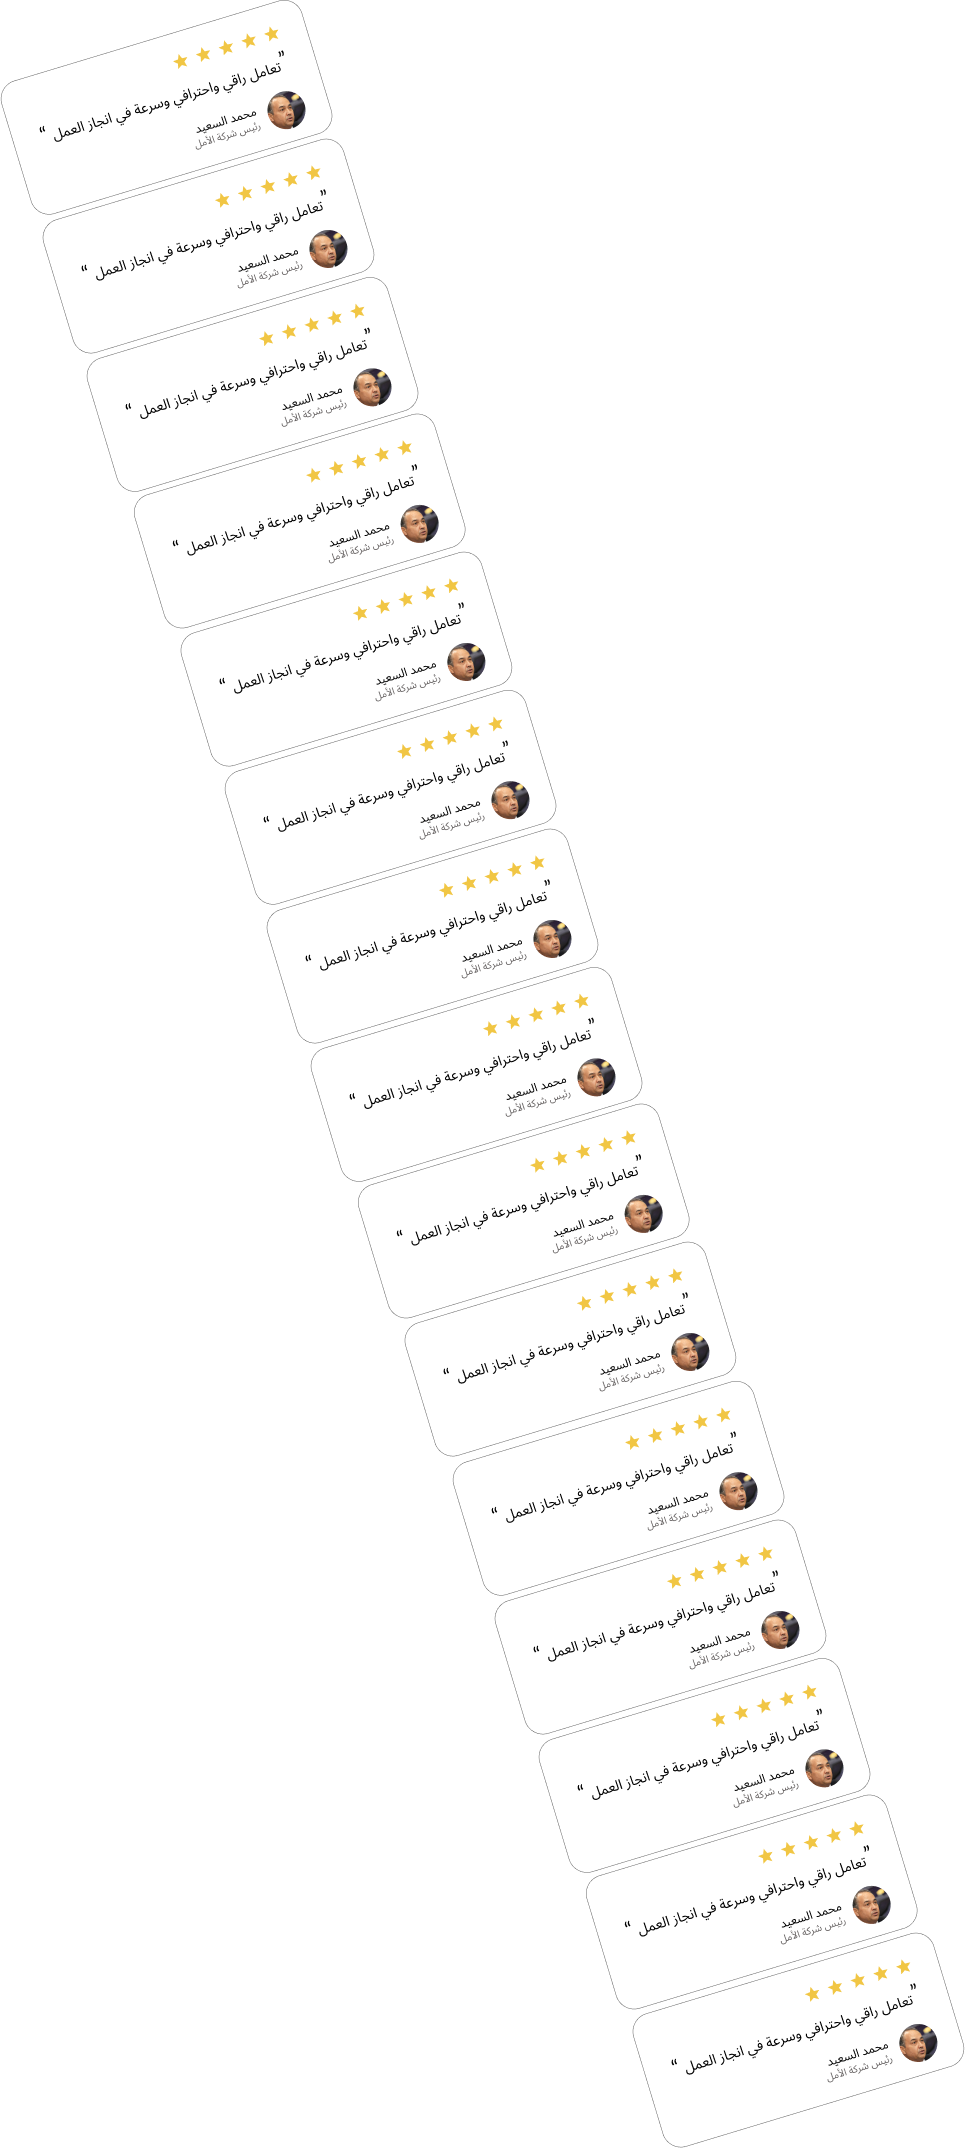 ”تعامل راقي واحترافي وسرعة في انجاز العمل “
محمد السعيد
رئيس شركة الأمل
”تعامل راقي واحترافي وسرعة في انجاز العمل “
محمد السعيد
رئيس شركة الأمل
”تعامل راقي واحترافي وسرعة في انجاز العمل “
محمد السعيد
رئيس شركة الأمل
”تعامل راقي واحترافي وسرعة في انجاز العمل “
محمد السعيد
رئيس شركة الأمل
”تعامل راقي واحترافي وسرعة في انجاز العمل “
محمد السعيد
رئيس شركة الأمل
”تعامل راقي واحترافي وسرعة في انجاز العمل “
محمد السعيد
رئيس شركة الأمل
”تعامل راقي واحترافي وسرعة في انجاز العمل “
محمد السعيد
رئيس شركة الأمل
”تعامل راقي واحترافي وسرعة في انجاز العمل “
محمد السعيد
رئيس شركة الأمل
”تعامل راقي واحترافي وسرعة في انجاز العمل “
محمد السعيد
رئيس شركة الأمل
”تعامل راقي واحترافي وسرعة في انجاز العمل “
محمد السعيد
رئيس شركة الأمل
”تعامل راقي واحترافي وسرعة في انجاز العمل “
محمد السعيد
رئيس شركة الأمل
”تعامل راقي واحترافي وسرعة في انجاز العمل “
محمد السعيد
رئيس شركة الأمل
”تعامل راقي واحترافي وسرعة في انجاز العمل “
محمد السعيد
رئيس شركة الأمل
”تعامل راقي واحترافي وسرعة في انجاز العمل “
محمد السعيد
رئيس شركة الأمل
”تعامل راقي واحترافي وسرعة في انجاز العمل “
محمد السعيد
رئيس شركة الأمل